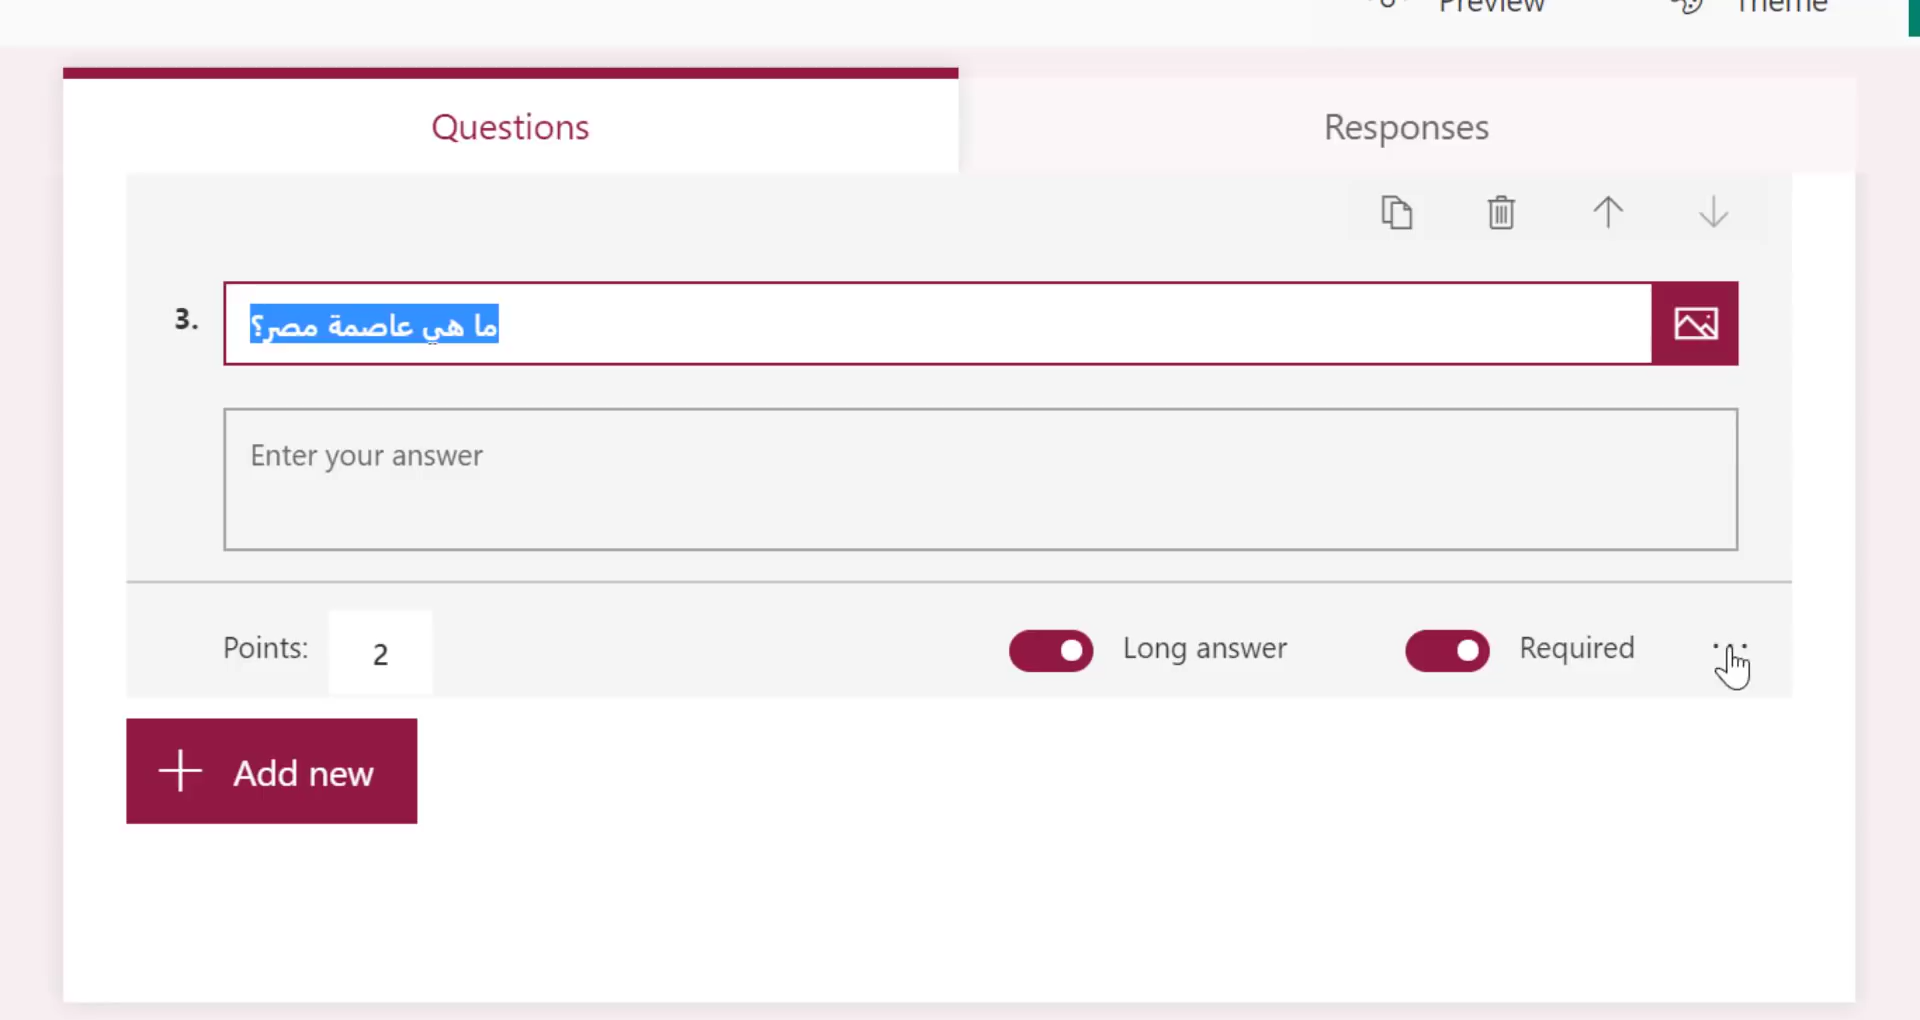 Preview Theme
Questions Responses
3. ما هي عاصمة مصر؟
Enter your answer
Points: 2 Long answer Required ...
Add new